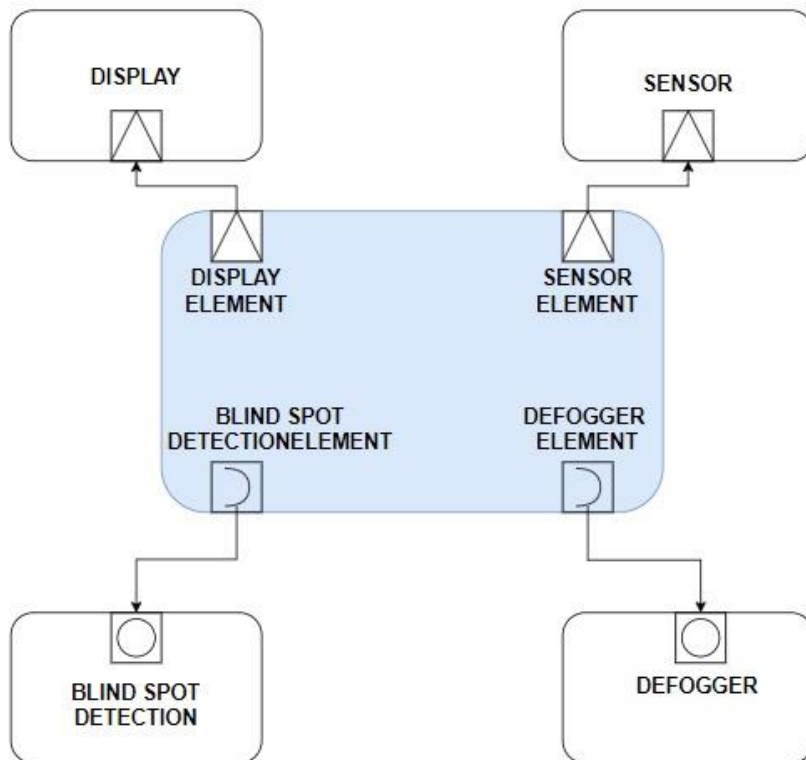 DISPLAY
SENSOR
DISPLAY
ELEMENT
SENSOR
ELEMENT
BLIND SPOT
DETECTIONELEMENT
DEFOGGER
ELEMENT
BLIND SPOT
DETECTION
DEFOGGER